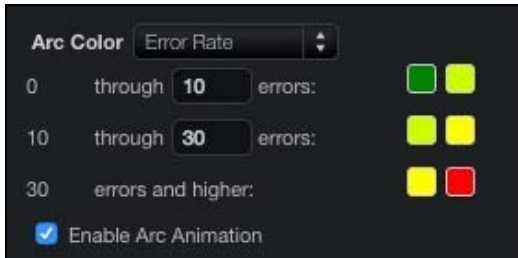 Arc Color Error Rate
0 through 10 errors:
10 through 30 errors:
30 errors and higher:
Enable Arc Animation